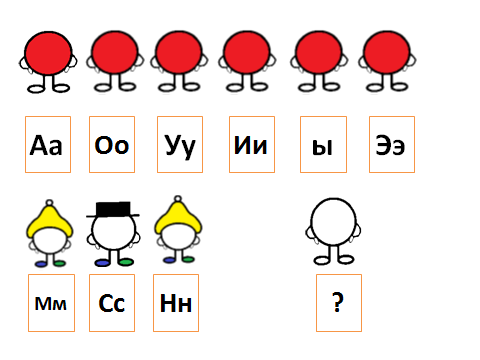 Аа Оо Уу Ии ы Ээ
Мм Сс Нн ?